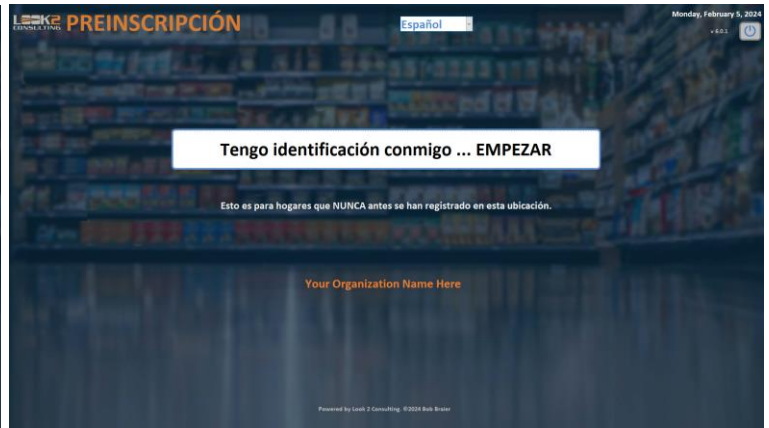 LOOK2 CONSULTING
PREINSCRIPCIÓN
Español
Monday, February 5, 2024
v 6.0.1
Tengo identificación conmigo ... EMPEZAR
Esto es para hogares que NUNCA antes se han registrado en esta ubicación.
Your Organization Name Here
Powered by Look 2 Consulting. ©2024 Bob Braier